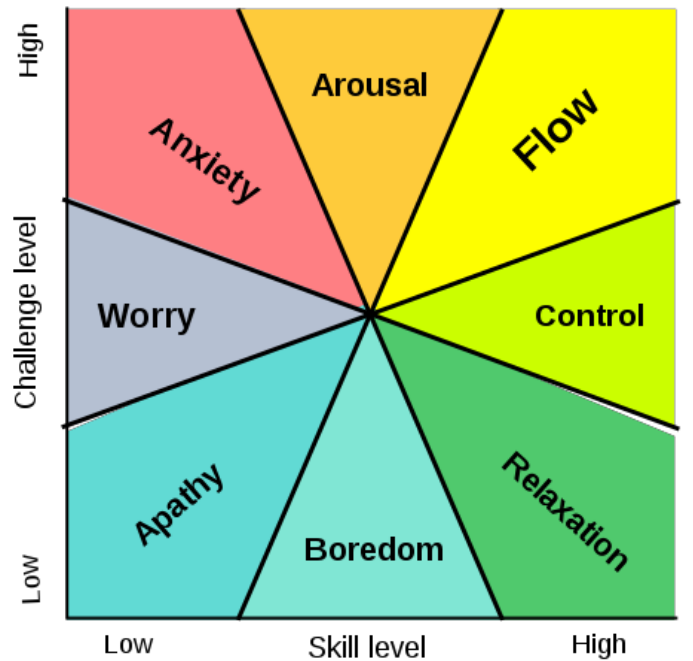 High
Arousal
Flow
Anxiety
Challenge level
Worry
Control
Apathy
Relaxation
Boredom
Low
Low
Skill level
High